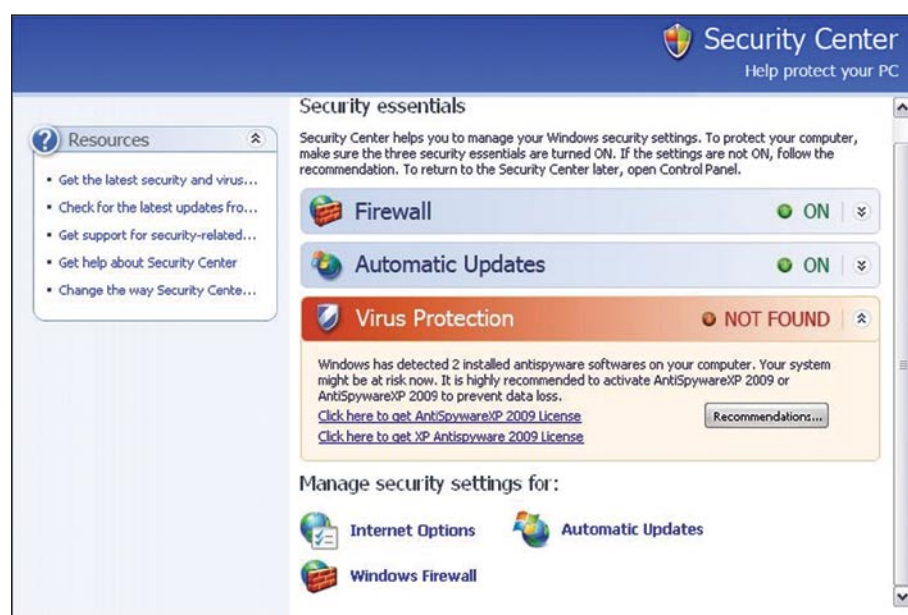 Security Center
Help protect your PC
Resources
Get the latest security and virus...
Check for the latest updates fro...
Get support for security-related...
Get help about Security Center
Change the way Security Cente...
Security essentials
Security Center helps you to manage your Windows security settings. To protect your computer,
make sure the three security essentials are turned ON. If the settings are not ON, follow the
recommendation. To return to the Security Center later, open Control Panel.
Firewall ON
Automatic Updates ON
Virus Protection NOT FOUND
Windows has detected 2 installed antispyware softwares on your computer. Your system
might be at risk now. It is highly recommended to activate AntiSpywareXP 2009 or
AntiSpywareXP 2009 to prevent data loss.
Click here to get AntiSpywareXP 2009 License
Recommendations...
Click here to get XP Antispyware 2009 License
Manage security settings for:
Internet Options
Automatic Updates
Windows Firewall